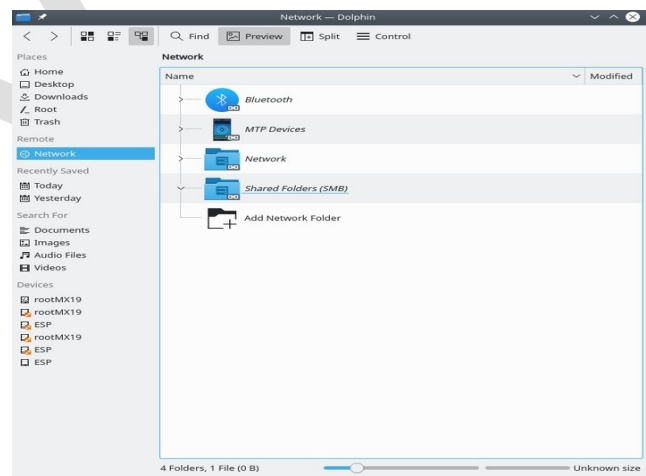 Network — Dolphin
Find Preview Split Control
Places
Home
Desktop
Downloads
Root
Trash
Remote
Network
Recently Saved
Today
Yesterday
Search For
Documents
Images
Audio Files
Videos
Devices
rootMX19
rootMX19
ESP
rootMX19
ESP
ESP
Network
Name Modified
Bluetooth
MTP Devices
Network
Shared Folders (SMB)
Add Network Folder
4 Folders, 1 File (0 B) Unknown size